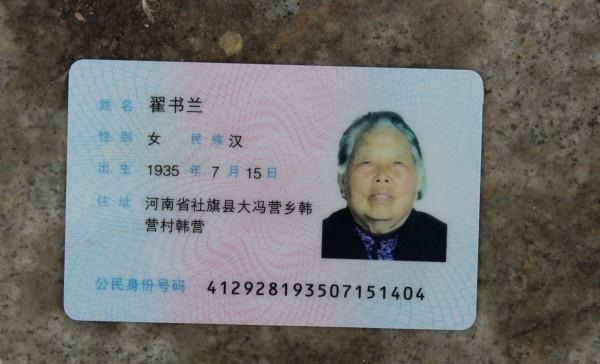 姓名 翟书兰
性别 女 民族 汉
出生 1935 年 7 月 15 日
住址 河南省社旗县大冯营乡韩
营村韩营
公民身份号码 412928193507151404